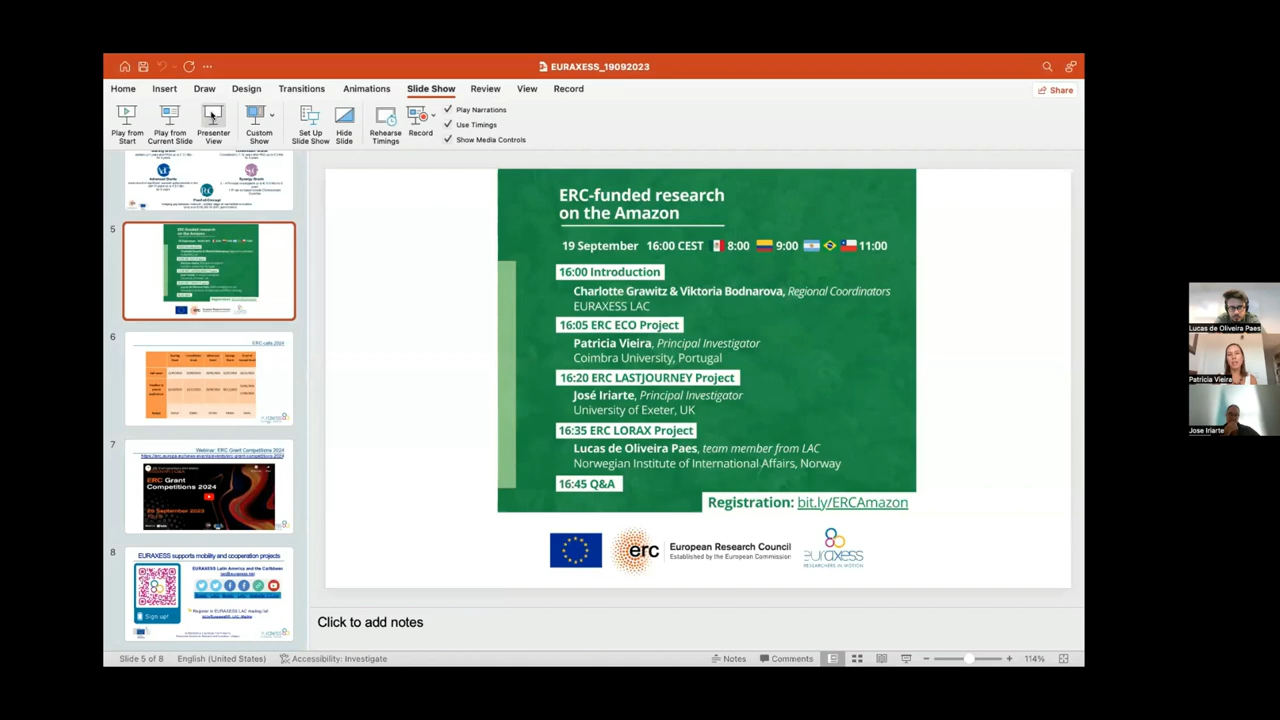 EURAXESS_19092023
Home Insert Draw Design Transitions Animations Slide Show Review View Record
Share
Play from Start
Play from Current Slide
Presenter View
Custom Show
Set Up Slide Show
Hide Slide
Rehearse Timings
Record
Play Narrations
Use Timings
Show Media Controls
5
6
ERC calls 2024
7
Webinar: ERC Grant Competitions 2024
ERC Grant
Competitions 2024
8
EURAXESS supports mobility and cooperation projects
EURAXESS Latin America and the Caribbean
Sign up!
ERC-funded research
on the Amazon
19 September 16:00 CEST 8:00 9:00 11:00
16:00 Introduction
Charlotte Grawitz & Viktoria Bodnarova, Regional Coordinators
EURAXESS LAC
16:05 ERC ECO Project
Patricia Vieira, Principal Investigator
Coimbra University, Portugal
16:20 ERC LASTJOURNEY Project
José Iriarte, Principal Investigator
University of Exeter, UK
16:35 ERC LORAX Project
Lucas de Oliveira Paes, team member from LAC
Norwegian Institute of International Affairs, Norway
16:45 Q&A
Registration: bit.ly/ERCAmazon
erc
European Research Council
Established by the European Commission
euraxess
RESEARCHERS IN MOTION
Click to add notes
Slide 5 of 8 English (United States) Accessibility: Investigate Notes Comments 114%
Lucas de Oliveira Paes
Patricia Vieira
Jose Iriarte